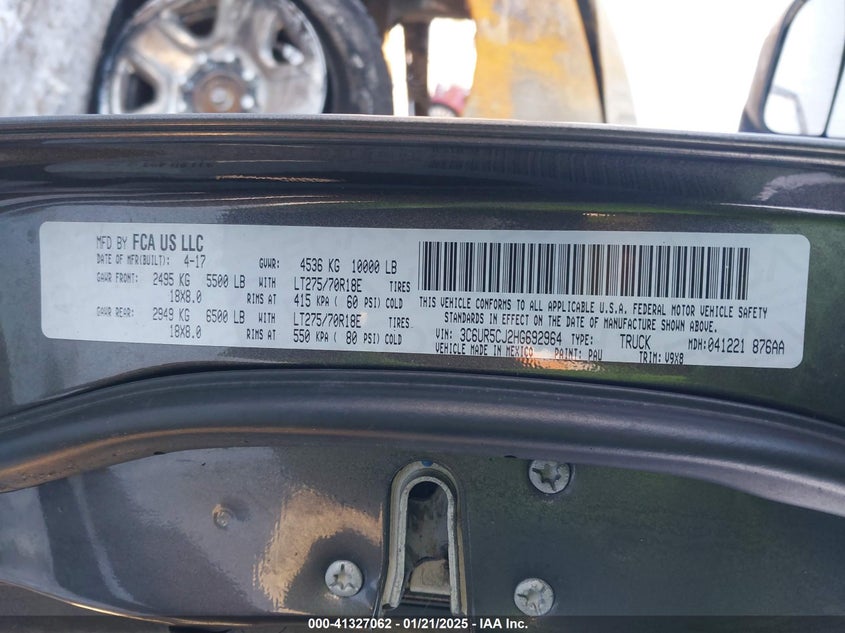 MFD BY FCA US LLC
DATE OF MFR(BUILT): 4-17 GVWR: 4536 KG 10000 LB
GAWR FRONT: 2495 KG 5500 LB WITH LT275/70R18E TIRES
18X8.0 RIMS AT 415 KPA ( 60 PSI) COLD
GAWR REAR: 2949 KG 6500 LB WITH LT275/70R18E TIRES
18X8.0 RIMS AT 550 KPA ( 80 PSI) COLD
THIS VEHICLE CONFORMS TO ALL APPLICABLE U.S.A. FEDERAL MOTOR VEHICLE SAFETY
STANDARDS IN EFFECT ON THE DATE OF MANUFACTURE SHOWN ABOVE.
VIN: 3C6UR5CJ2HG692964 TYPE: TRUCK MDH: 041221 876AA
VEHICLE MADE IN MEXICO PAINT: PAU TRIM: V9X8
000-41327062 - 01/21/2025 - IAA Inc.